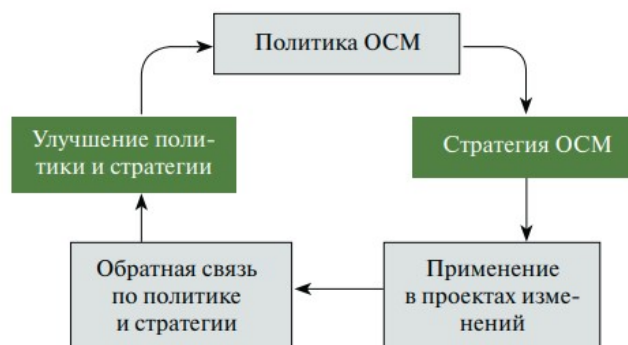 Политика ОСМ
Улучшение поли-
тики и стратегии
Стратегия ОСМ
Обратная связь
по политике
и стратегии
Применение
в проектах изме-
нений